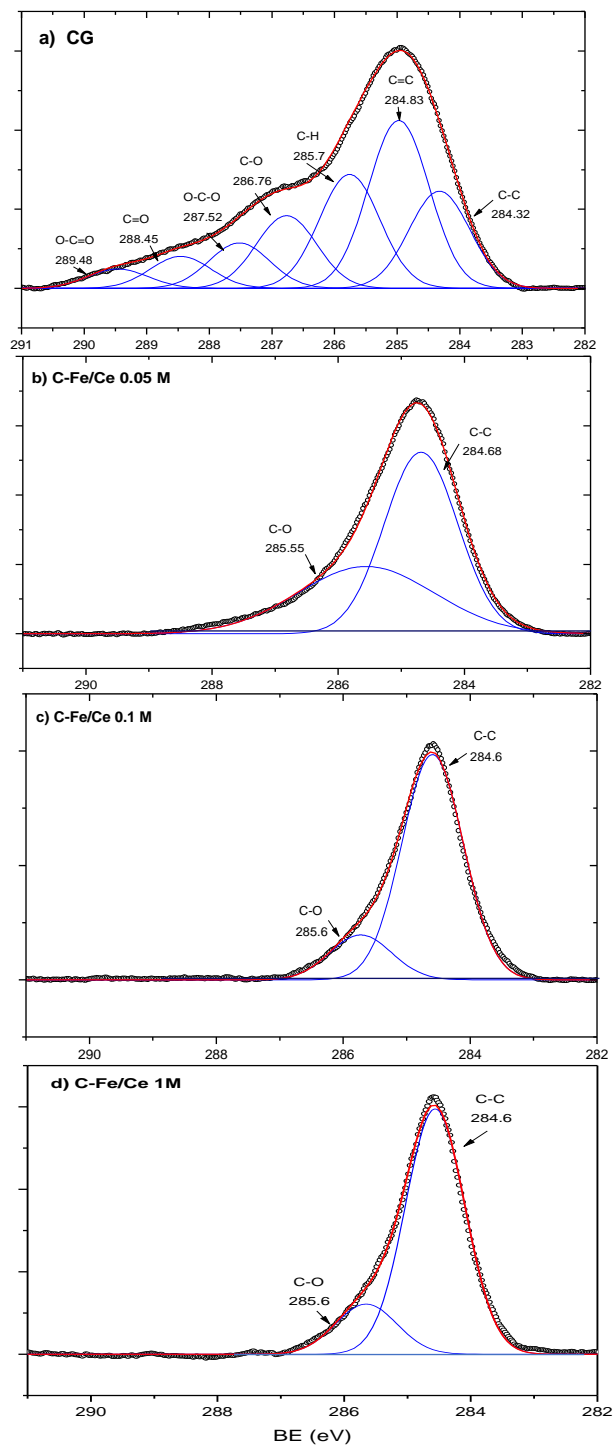 a) CG
C=C
284.83
C-H
285.7
C-O
286.76
O-C-O
287.52
C=O
288.45
O-C=O
289.48
C-C
284.32
291 290 289 288 287 286 285 284 283 282
b) C-Fe/Ce 0.05 M
C-C
284.68
C-O
285.55
290 288 286 284 282
c) C-Fe/Ce 0.1 M
C-C
284.6
C-O
285.6
290 288 286 284 282
d) C-Fe/Ce 1M
C-C
284.6
C-O
285.6
290 288 286 284 282
BE (eV)